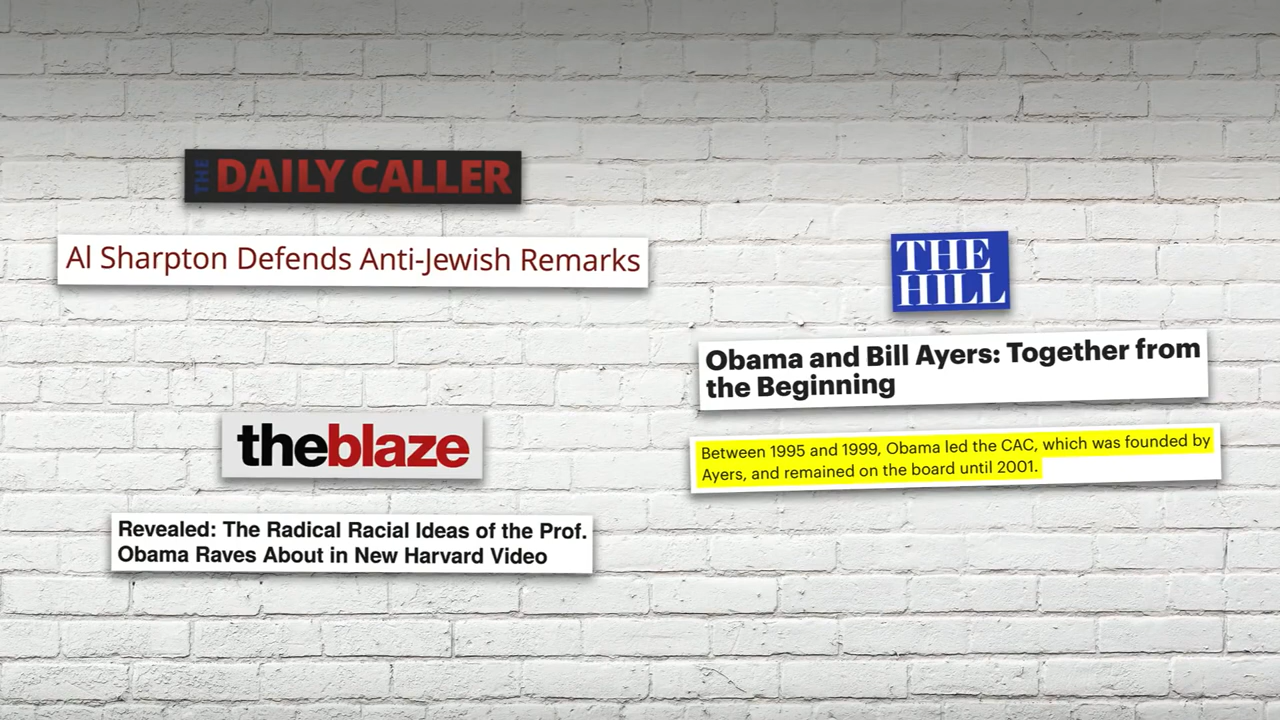 THE DAILY CALLER
Al Sharpton Defends Anti-Jewish Remarks
theblaze
Revealed: The Radical Racial Ideas of the Prof.
Obama Raves About in New Harvard Video
THE
HILL
Obama and Bill Ayers: Together from
the Beginning
Between 1995 and 1999, Obama led the CAC, which was founded by
Ayers, and remained on the board until 2001.